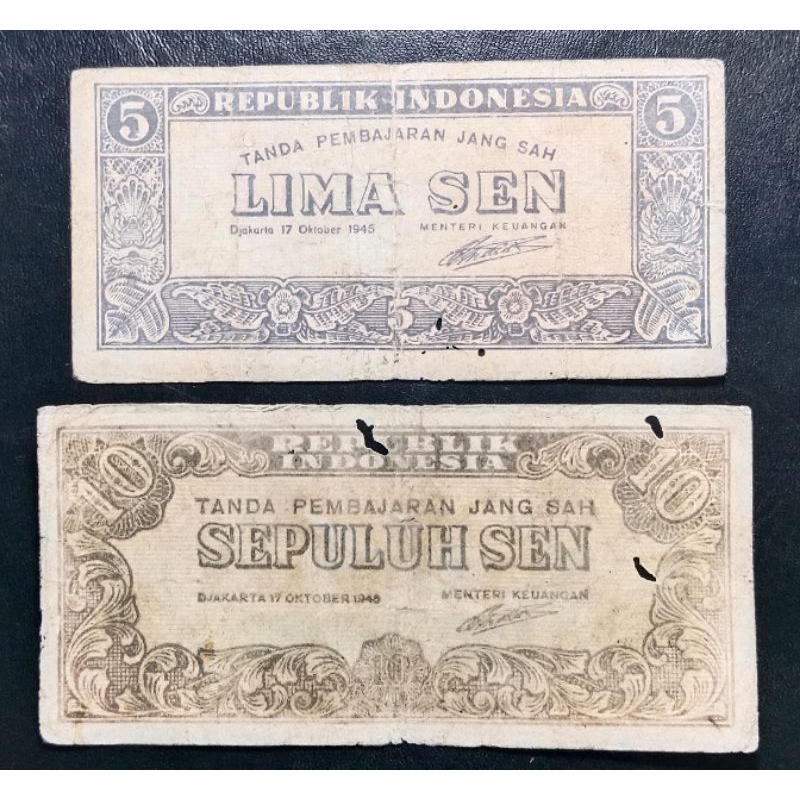 5 REPUBLIK INDONESIA 5
TANDA PEMBAJARAN JANG SAH
LIMA SEN
Djakarta 17 Oktober 1945 MENTERI KEUANGAN
5
REPUBLIK
INDONESIA
10 10
TANDA PEMBAJARAN JANG SAH
SEPULUH SEN
DJAKARTA 17 OKTOBER 1945 MENTERI KEUANGAN
10